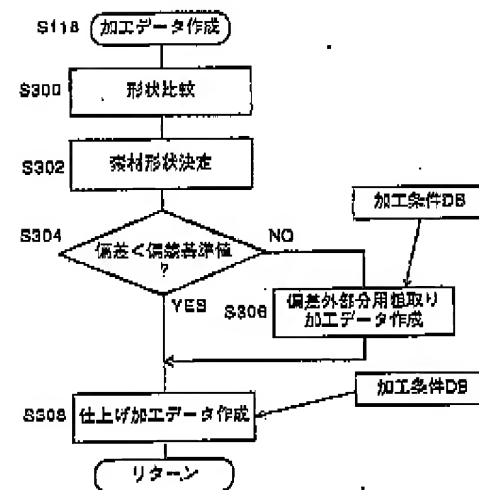 S118 加工データ作成
S300 形状比較
S302 素材形状決定
加工条件DB
S304 偏差<偏差基準値 NO
?
YES S306 偏差外部分用粗取り
加工データ作成
加工条件DB
S308 仕上げ加工データ作成
リターン